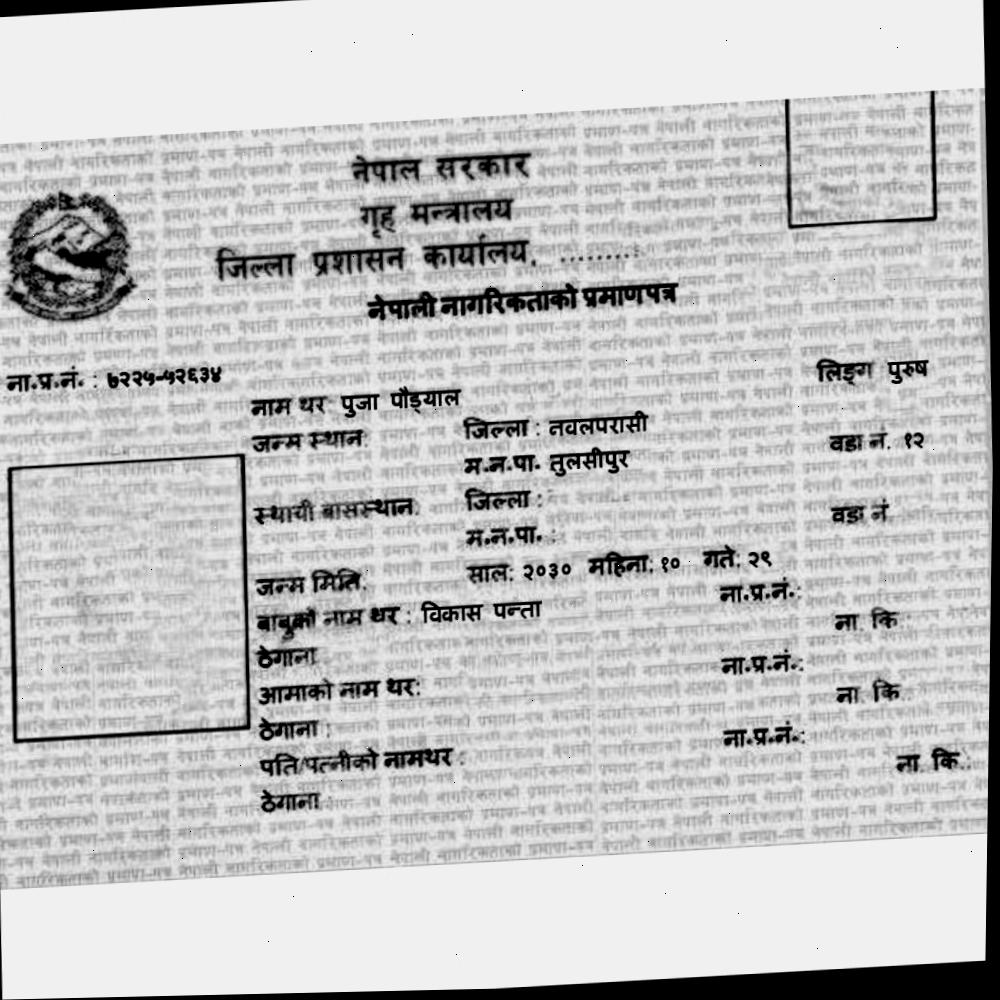 नेपाल सरकार
गृह मन्त्रालय
जिल्ला प्रशासन कार्यालय, .........
नेपाली नागरिकताको प्रमाणपत्र
ना.प्र.नं. : ७२२५-५२६३४
लिङ्ग पुरुष
नाम थर पुजा पौड्याल
जन्म स्थान: जिल्ला : नवलपरासी वडा नं. १२
म.न.पा. तुलसीपुर
स्थायी बासस्थान: जिल्ला : वडा नं
म.न.पा. :
जन्म मिति: साल: २०३० महिना: १० गते: २९
बाबुको नाम थर : विकास पन्ता ना.प्र.नं.:
ठेगाना ना. कि.:
आमाको नाम थर: ना.प्र.नं.:
ठेगाना : ना. कि.
पति/पत्नीको नामथर : ना.प्र.नं.:
ठेगाना : ना. कि.: